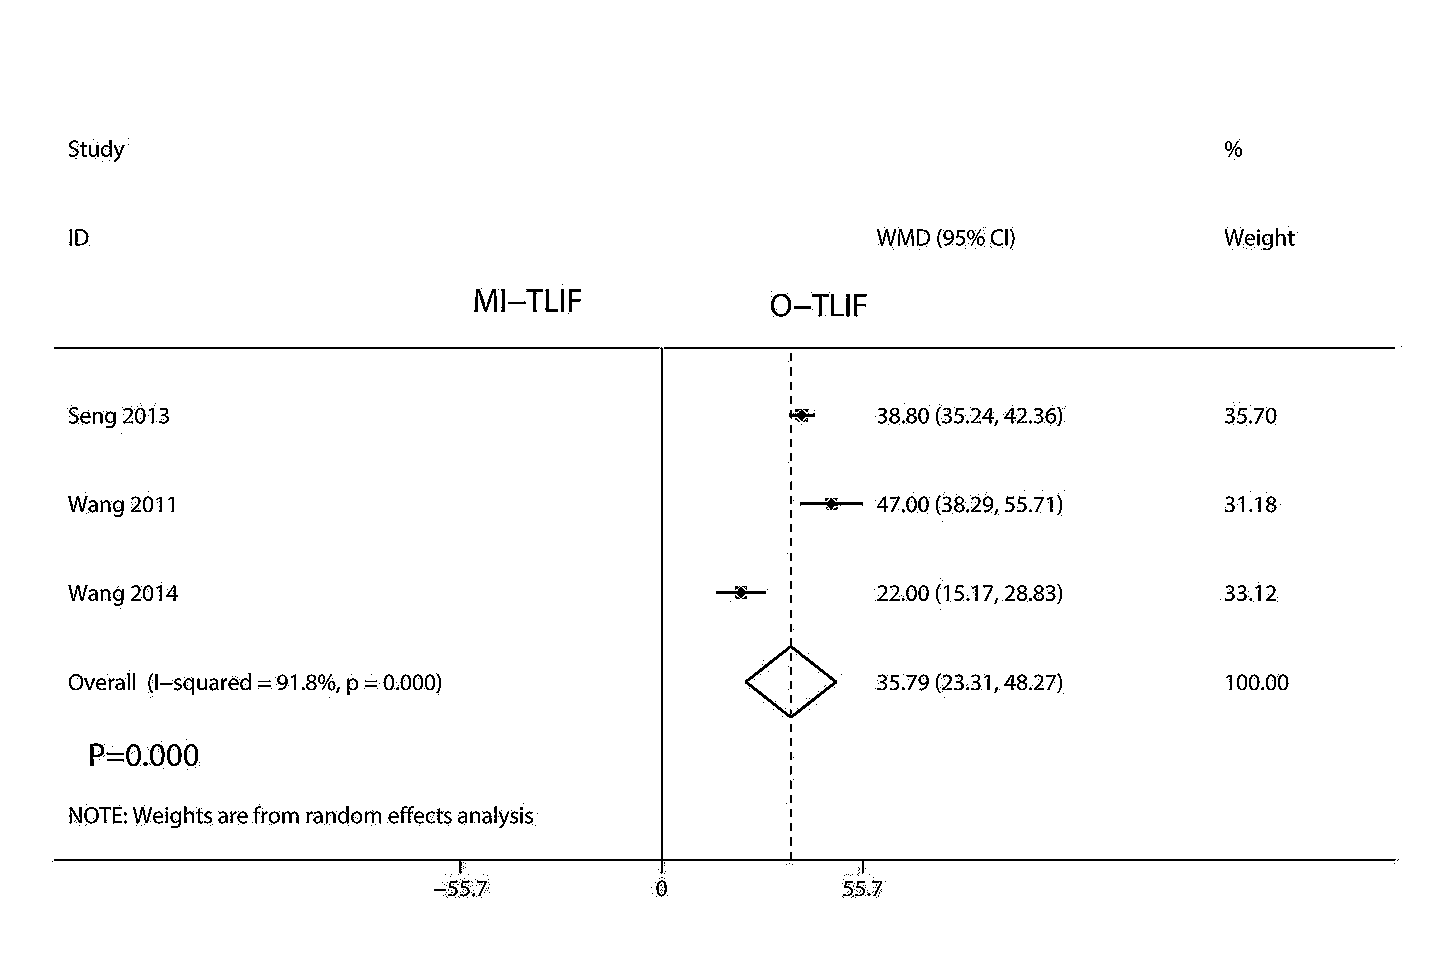 Study %
ID WMD (95% CI) Weight
MI–TLIF O–TLIF
Seng 2013 38.80 (35.24, 42.36) 35.70
Wang 2011 47.00 (38.29, 55.71) 31.18
Wang 2014 22.00 (15.17, 28.83) 33.12
Overall (I–squared = 91.8%, p = 0.000) 35.79 (23.31, 48.27) 100.00
P=0.000
NOTE: Weights are from random effects analysis
–55.7 0 55.7